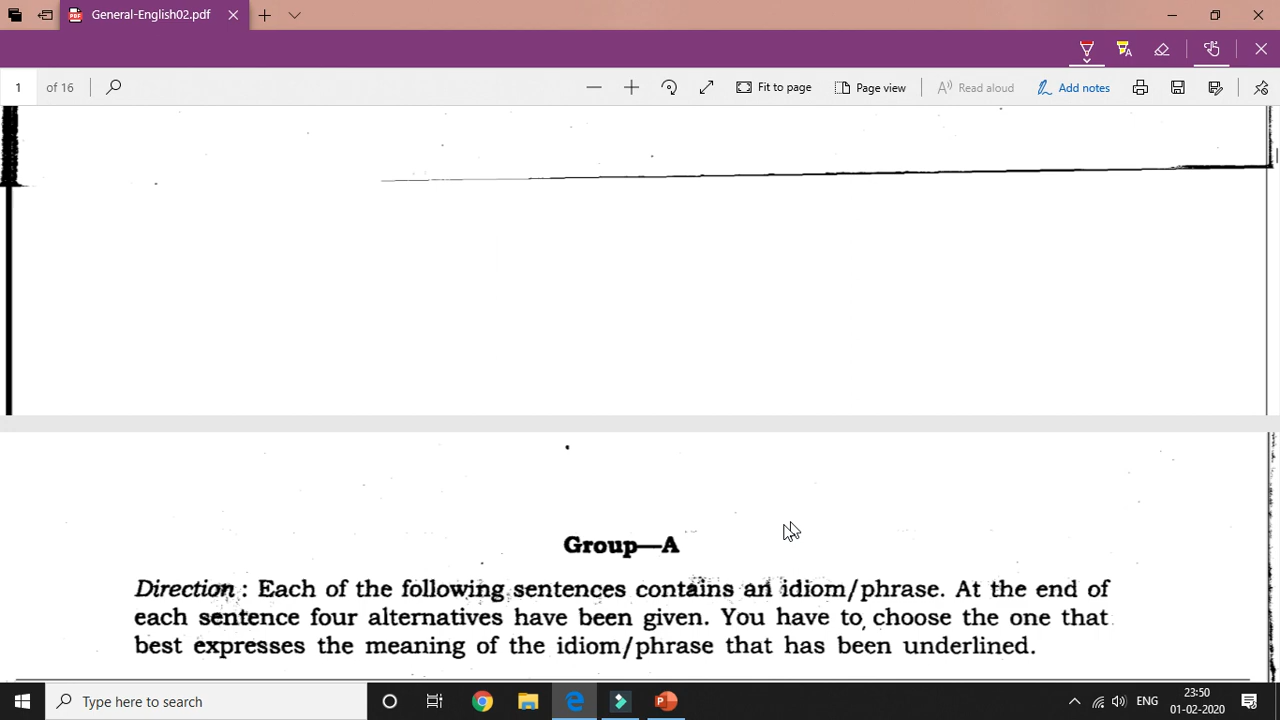 General-English02.pdf
1 of 16
Fit to page
Page view
Read aloud
Add notes
Group—A
Direction : Each of the following sentences contains an idiom/phrase. At the end of
each sentence four alternatives have been given. You have to choose the one that
best expresses the meaning of the idiom/phrase that has been underlined.
Type here to search
ENG
23:50
01-02-2020